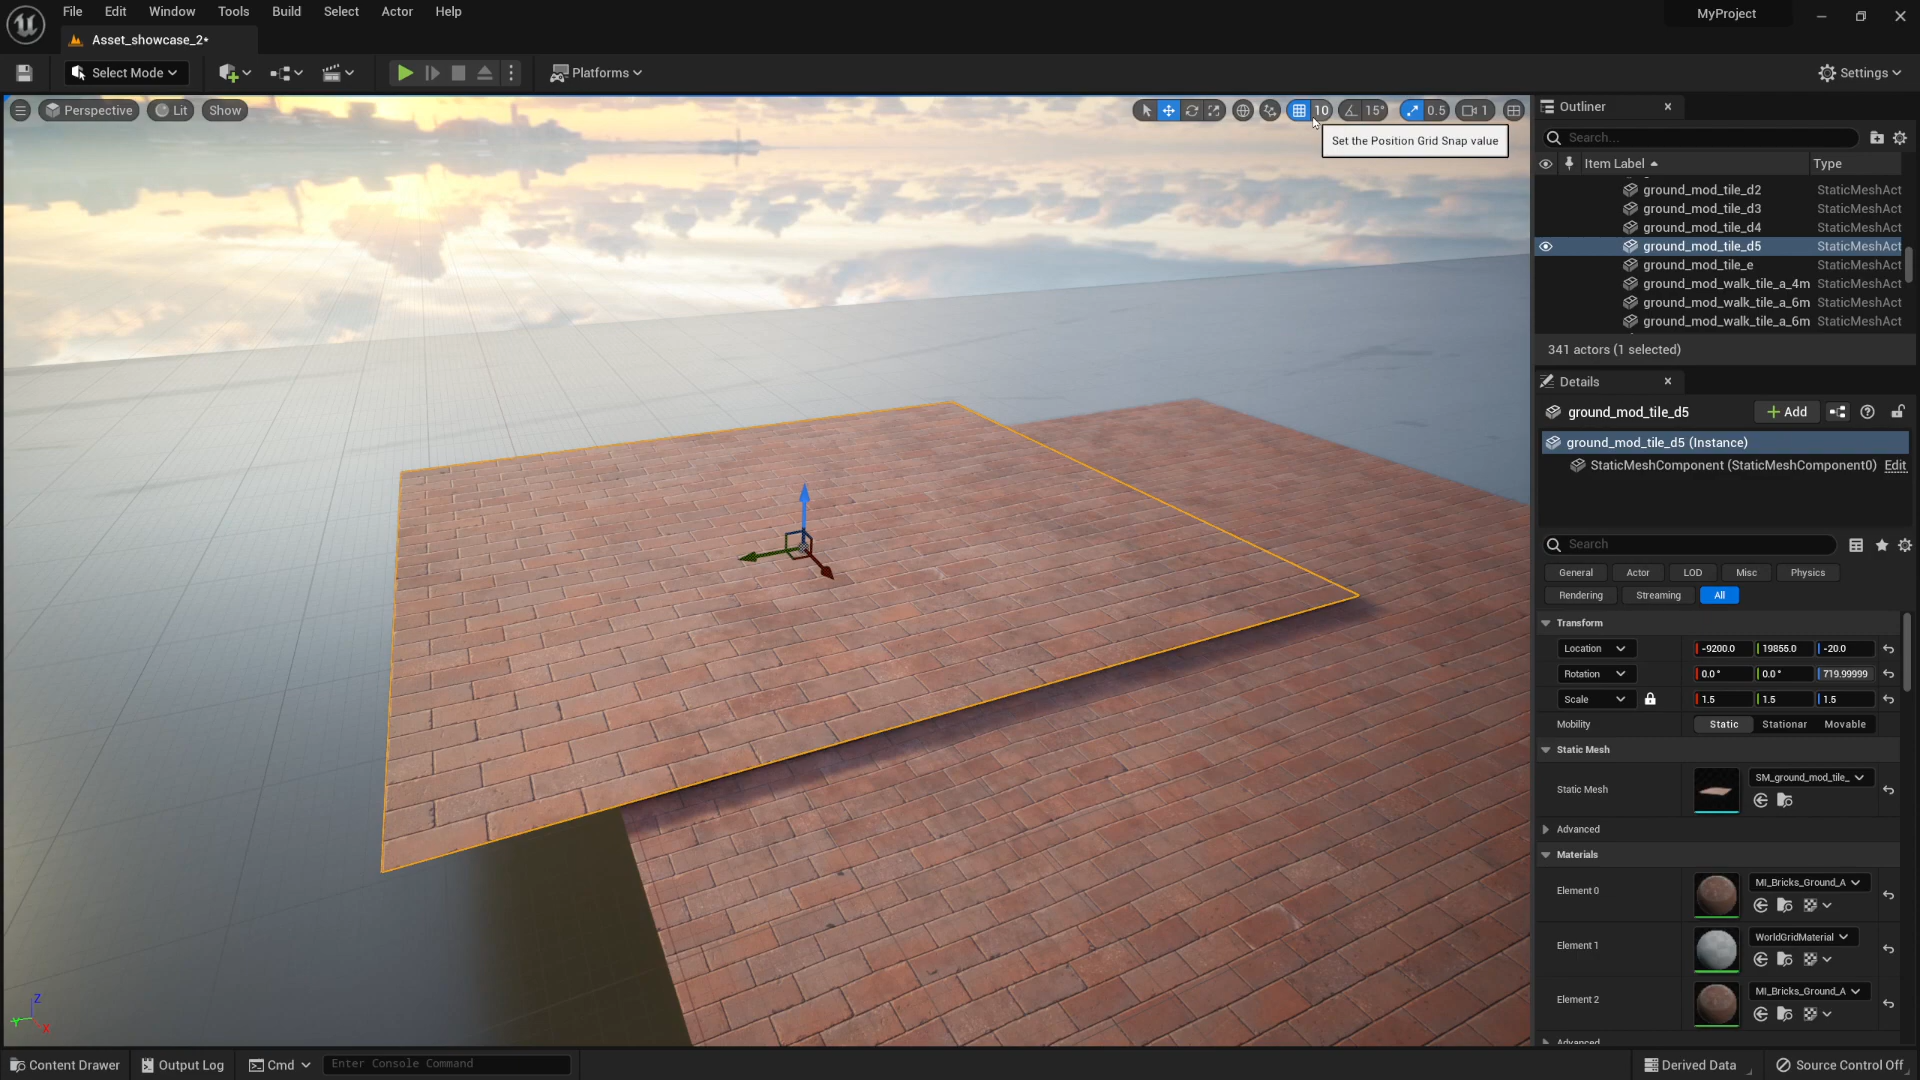 File Edit Window Tools Build Select Actor Help
MyProject
Asset_showcase_2•
Select Mode
Platforms
Settings
Perspective
Lit
Show
10
15°
0.5
1
Set the Position Grid Snap value
Outliner
Search...
Item Label
Type
ground_mod_tile_d2 StaticMeshAct
ground_mod_tile_d3 StaticMeshAct
ground_mod_tile_d4 StaticMeshAct
ground_mod_tile_d5 StaticMeshAct
ground_mod_tile_e StaticMeshAct
ground_mod_walk_tile_a_4m StaticMeshAct
ground_mod_walk_tile_a_6m StaticMeshAct
ground_mod_walk_tile_a_6m StaticMeshAct
341 actors (1 selected)
Details
ground_mod_tile_d5
Add
ground_mod_tile_d5 (Instance)
StaticMeshComponent (StaticMeshComponent0) Edit
Search
General Actor LOD Misc Physics
Rendering Streaming All
Transform
Location -9200.0 19855.0 -20.0
Rotation 0.0° 0.0° 719.99999
Scale 1.5 1.5 1.5
Mobility Static Stationar Movable
Static Mesh
Static Mesh SM_ground_mod_tile_
Advanced
Materials
Element 0 MI_Bricks_Ground_A
Element 1 WorldGridMaterial
Element 2 MI_Bricks_Ground_A
Advanced
Z
Y
X
Content Drawer
Output Log
Cmd
Enter Console Command
Derived Data
Source Control Off